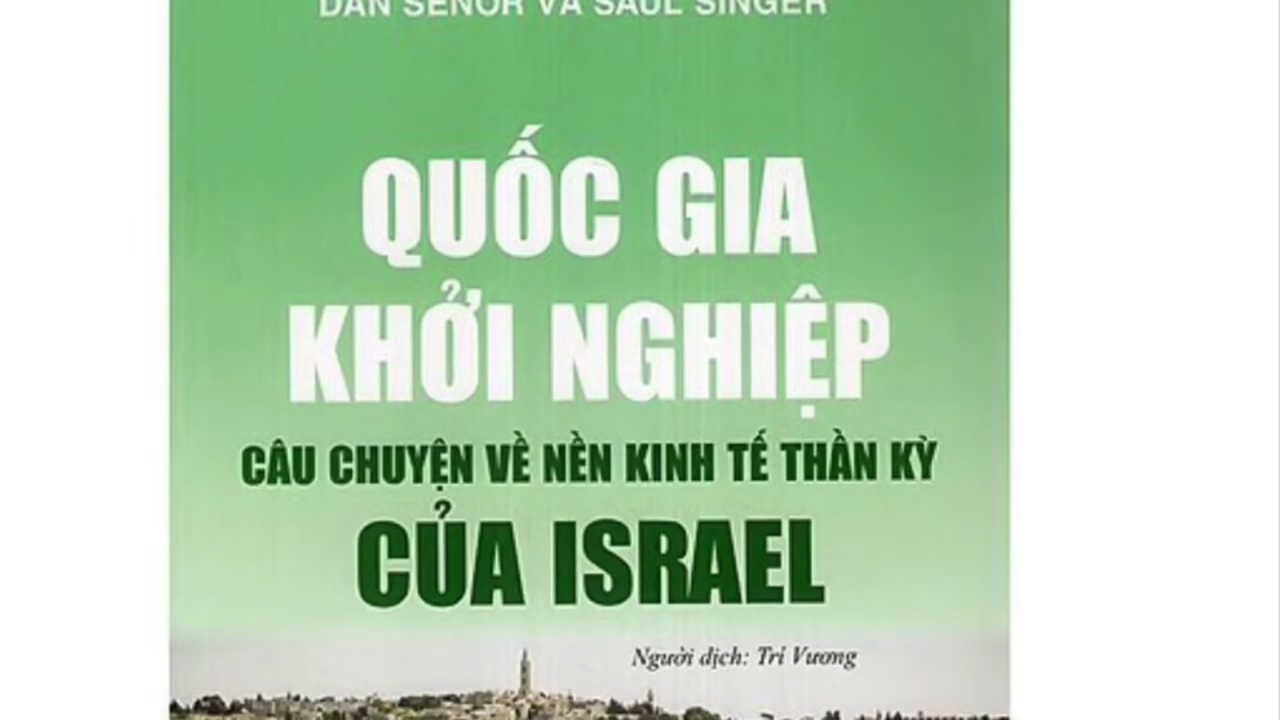 DAN SENOR VÀ SAUL SINGER
QUỐC GIA
KHỞI NGHIỆP
CÂU CHUYỆN VỀ NỀN KINH TẾ THẦN KỲ
CỦA ISRAEL
Người dịch: Trí Vương